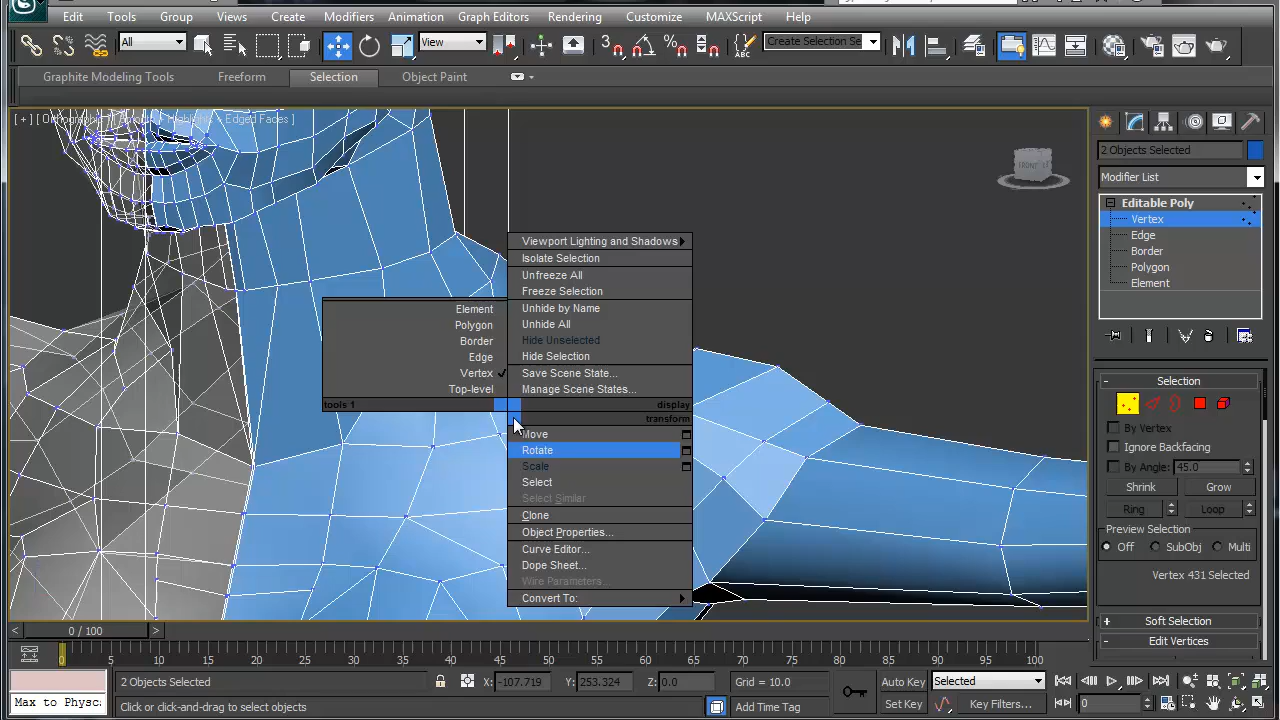 Edit Tools Group Views Create Modifiers Animation Graph Editors Rendering Customize MAXScript Help
All View 3 % ABC Create Selection Se
Graphite Modeling Tools Freeform Selection Object Paint
[ + ] [ Orthographic ] Highlights + Edged Faces ]
FRONT
2 Objects Selected
Modifier List
Editable Poly
Vertex
Edge
Border
Polygon
Element
Viewport Lighting and Shadows
Isolate Selection
Unfreeze All
Freeze Selection
Unhide by Name
Unhide All
Hide Unselected
Hide Selection
Save Scene State...
Manage Scene States...
Element
Polygon
Border
Edge
Vertex
Top-level
tools 1 display
transform
Move
Rotate
Scale
Select
Select Similar
Clone
Object Properties...
Curve Editor...
Dope Sheet...
Wire Parameters...
Convert To:
- Selection
By Vertex
Ignore Backfacing
By Angle: 45.0
Shrink Grow
Ring Loop
Preview Selection
Off SubObj Multi
Vertex 431 Selected
+ Soft Selection
- Edit Vertices
< 0 / 100 >
0 5 10 15 20 25 30 35 40 45 50 55 60 65 70 75 80 85 90 95 100
2 Objects Selected X: -107.719 Y: 253.324 Z: 0.0 Grid = 10.0 Auto Key Selected
Max to Physca Click or click-and-drag to select objects Add Time Tag Set Key Key Filters... 0